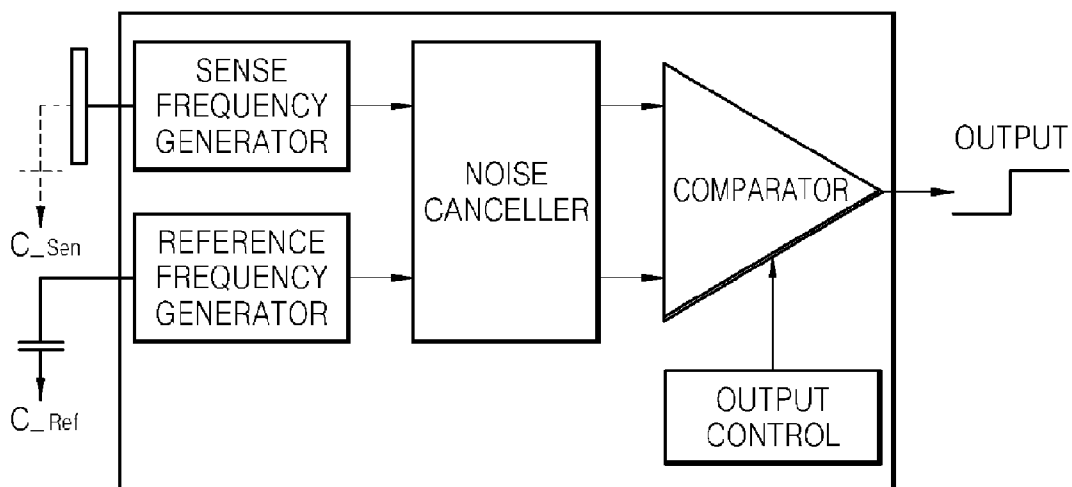 SENSE
FREQUENCY
GENERATOR
C_Sen
REFERENCE
FREQUENCY
GENERATOR
C_Ref
NOISE
CANCELLER
COMPARATOR
OUTPUT
CONTROL
OUTPUT